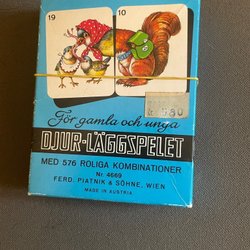 19
10
För gamla och unga
DJUR-LÄGGSPELET
MED 576 ROLIGA KOMBINATIONER
Nr. 4669
FERD. PIATNIK & SÖHNE, WIEN
MADE IN AUSTRIA